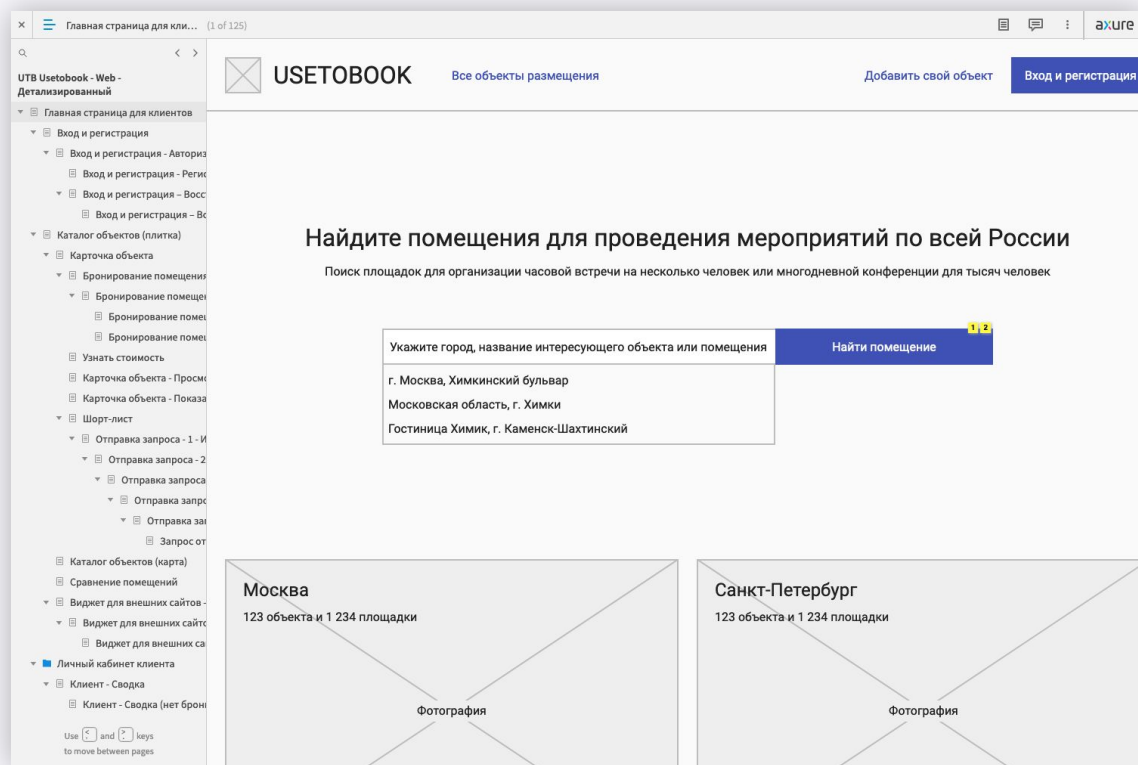 Главная страница для кли... (1 of 125)
axure
UTB Usetobook - Web -
Детализированный
Главная страница для клиентов
Вход и регистрация
Вход и регистрация - Авториз
Вход и регистрация - Регис
Вход и регистрация – Восс
Вход и регистрация – Во
Каталог объектов (плитка)
Карточка объекта
Бронирование помещения
Бронирование помеще
Бронирование помещ
Бронирование помещ
Узнать стоимость
Карточка объекта - Просмо
Карточка объекта - Показа
Шорт-лист
Отправка запроса - 1 - И
Отправка запроса - 2
Отправка запроса
Отправка запро
Отправка зап
Запрос от
Каталог объектов (карта)
Сравнение помещений
Виджет для внешних сайтов -
Виджет для внешних сайто
Виджет для внешних са
Личный кабинет клиента
Клиент - Сводка
Клиент - Сводка (нет брон
Use < and > keys
to move between pages
USETOBOOK
Все объекты размещения
Добавить свой объект
Вход и регистрация
Найдите помещения для проведения мероприятий по всей России
Поиск площадок для организации часовой встречи на несколько человек или многодневной конференции для тысяч человек
1 2
Укажите город, название интересующего объекта или помещения
Найти помещение
г. Москва, Химкинский бульвар
Московская область, г. Химки
Гостиница Химик, г. Каменск-Шахтинский
Москва
123 объекта и 1 234 площадки
Фотография
Санкт-Петербург
123 объекта и 1 234 площадки
Фотография